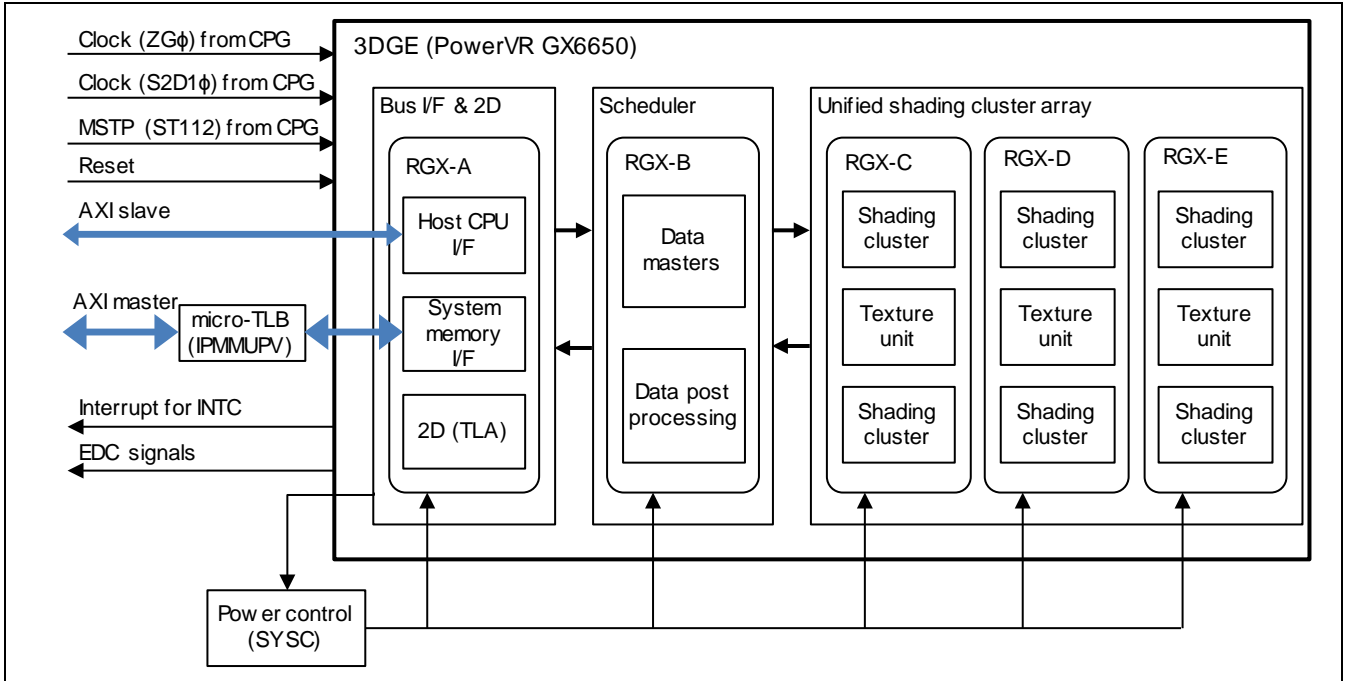 Clock (ZGϕ) from CPG
Clock (S2D1ϕ) from CPG
MSTP (ST112) from CPG
Reset
AXI slave
AXI master
micro-TLB
(IPMMUPV)
Interrupt for INTC
EDC signals
3DGE (PowerVR GX6650)
Bus I/F & 2D
RGX-A
Host CPU
I/F
System
memory
I/F
2D (TLA)
Scheduler
RGX-B
Data
masters
Data post
processing
Unified shading cluster array
RGX-C
Shading
cluster
Texture
unit
Shading
cluster
RGX-D
Shading
cluster
Texture
unit
Shading
cluster
RGX-E
Shading
cluster
Texture
unit
Shading
cluster
Power control
(SYSC)